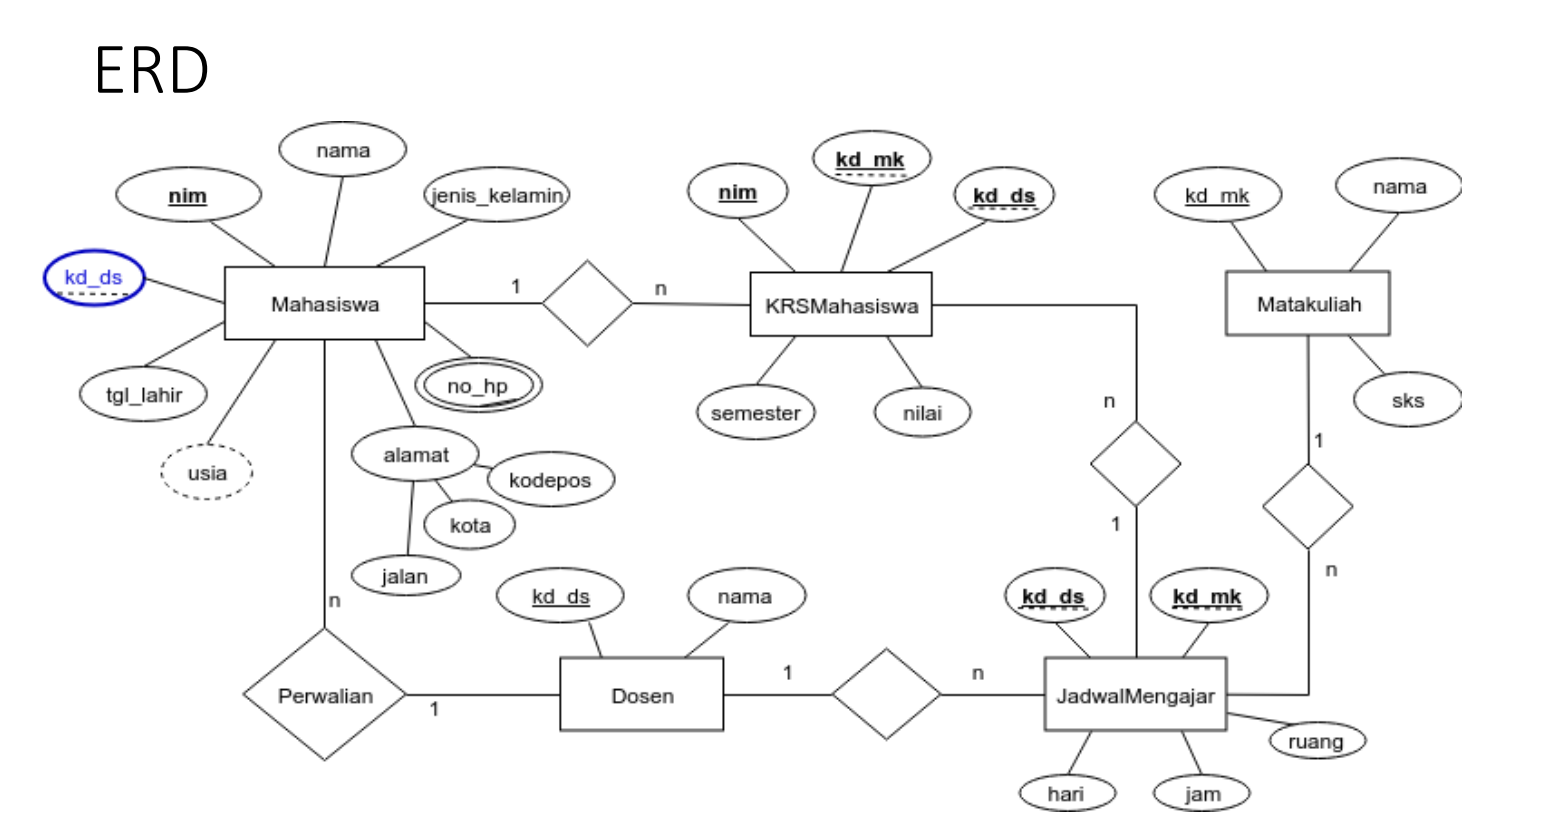 ERD
nama
nim
jenis_kelamin
kd_ds
Mahasiswa
tgl_lahir
usia
no_hp
alamat
kodepos
kota
jalan
1
n
nim
kd_mk
kd_ds
KRSMahasiswa
semester
nilai
kd_mk
nama
Matakuliah
sks
n
1
1
n
n
Perwalian
1
kd_ds
nama
Dosen
1
n
kd_ds
kd_mk
JadwalMengajar
ruang
hari
jam